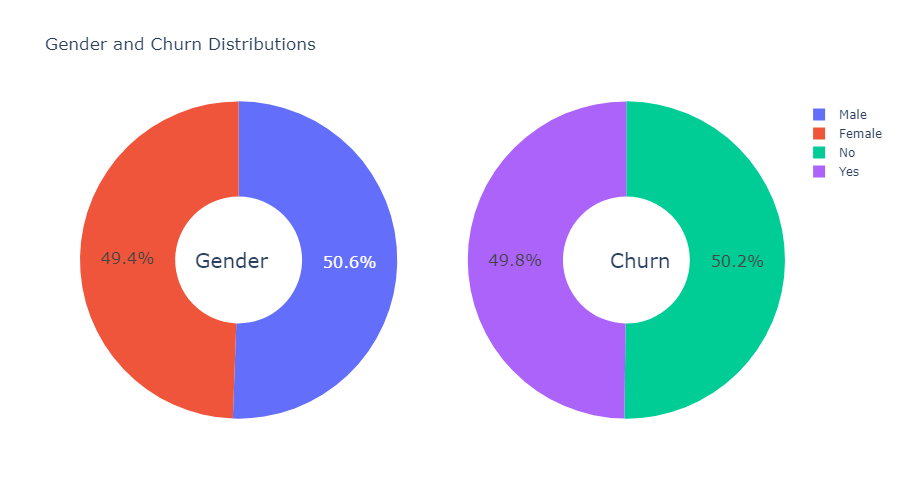 Gender and Churn Distributions
Male
Female
No
Yes
49.4%
Gender
50.6%
49.8%
Churn
50.2%